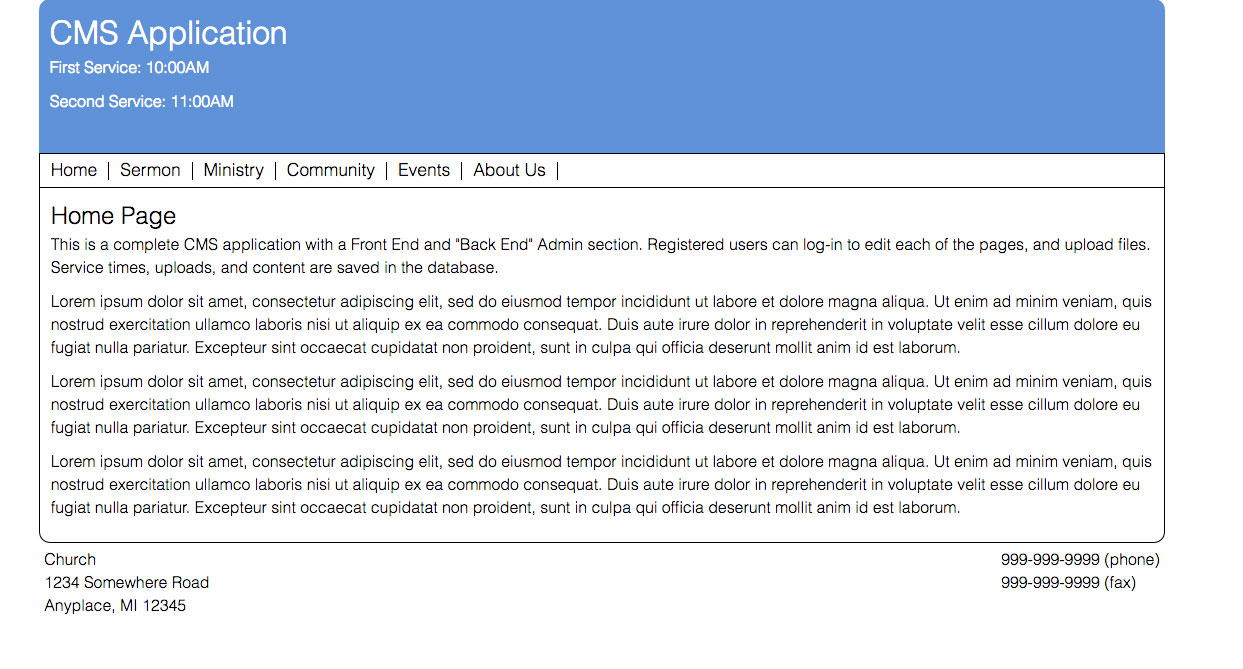 CMS Application
First Service: 10:00AM
Second Service: 11:00AM
Home | Sermon | Ministry | Community | Events | About Us |
Home Page
This is a complete CMS application with a Front End and "Back End" Admin section. Registered users can log-in to edit each of the pages, and upload files.
Service times, uploads, and content are saved in the database.
Lorem ipsum dolor sit amet, consectetur adipiscing elit, sed do eiusmod tempor incididunt ut labore et dolore magna aliqua. Ut enim ad minim veniam, quis
nostrud exercitation ullamco laboris nisi ut aliquip ex ea commodo consequat. Duis aute irure dolor in reprehenderit in voluptate velit esse cillum dolore eu
fugiat nulla pariatur. Excepteur sint occaecat cupidatat non proident, sunt in culpa qui officia deserunt mollit anim id est laborum.
Lorem ipsum dolor sit amet, consectetur adipiscing elit, sed do eiusmod tempor incididunt ut labore et dolore magna aliqua. Ut enim ad minim veniam, quis
nostrud exercitation ullamco laboris nisi ut aliquip ex ea commodo consequat. Duis aute irure dolor in reprehenderit in voluptate velit esse cillum dolore eu
fugiat nulla pariatur. Excepteur sint occaecat cupidatat non proident, sunt in culpa qui officia deserunt mollit anim id est laborum.
Lorem ipsum dolor sit amet, consectetur adipiscing elit, sed do eiusmod tempor incididunt ut labore et dolore magna aliqua. Ut enim ad minim veniam, quis
nostrud exercitation ullamco laboris nisi ut aliquip ex ea commodo consequat. Duis aute irure dolor in reprehenderit in voluptate velit esse cillum dolore eu
fugiat nulla pariatur. Excepteur sint occaecat cupidatat non proident, sunt in culpa qui officia deserunt mollit anim id est laborum.
Church
1234 Somewhere Road
Anyplace, MI 12345
999-999-9999 (phone)
999-999-9999 (fax)